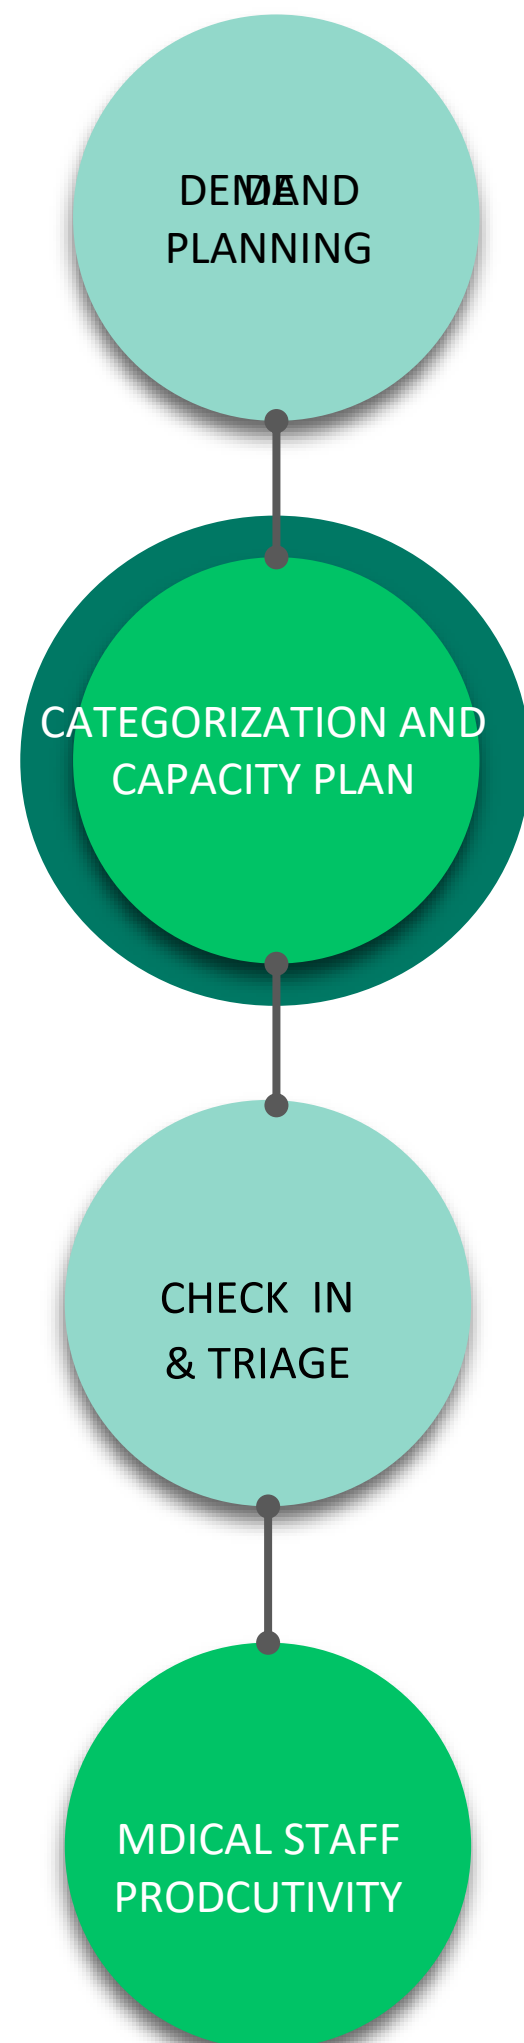 DEMAND
PLANNING
CATEGORIZATION AND
CAPACITY PLAN
CHECK IN
& TRIAGE
MDICAL STAFF
PRODCUTIVITY